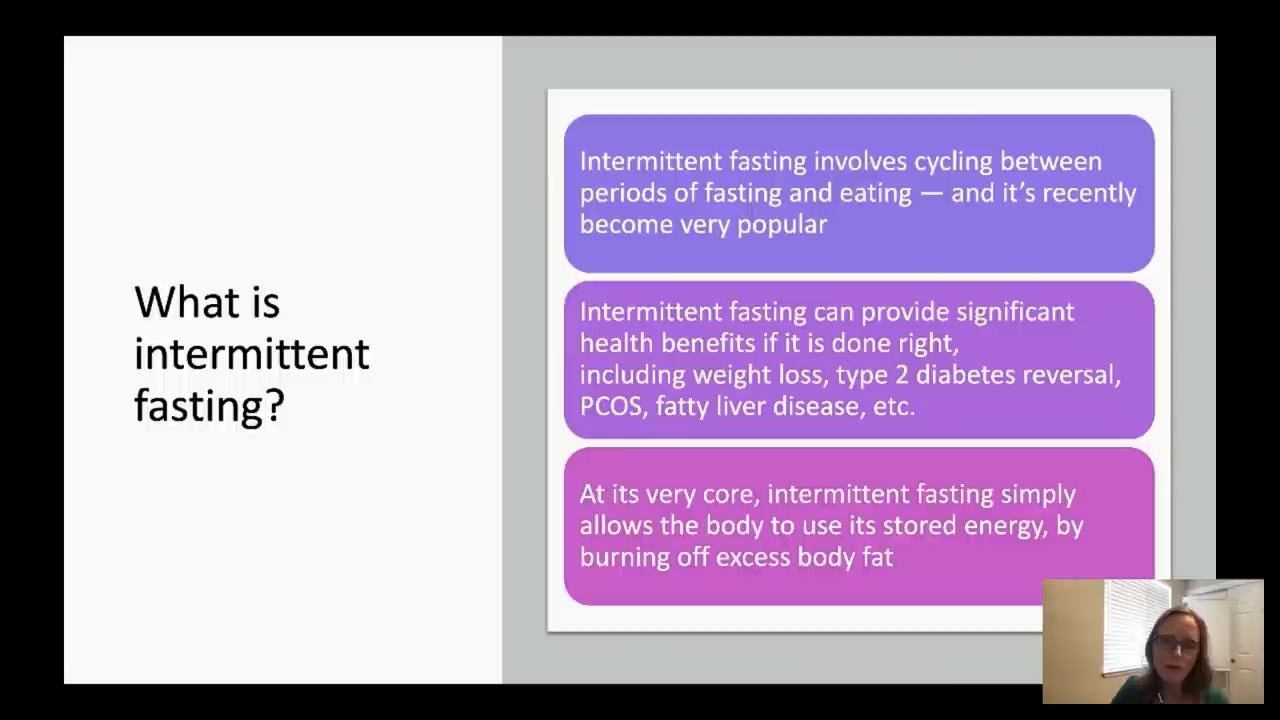 What is
intermittent
fasting?
Intermittent fasting involves cycling between
periods of fasting and eating — and it’s recently
become very popular
Intermittent fasting can provide significant
health benefits if it is done right,
including weight loss, type 2 diabetes reversal,
PCOS, fatty liver disease, etc.
At its very core, intermittent fasting simply
allows the body to use its stored energy, by
burning off excess body fat